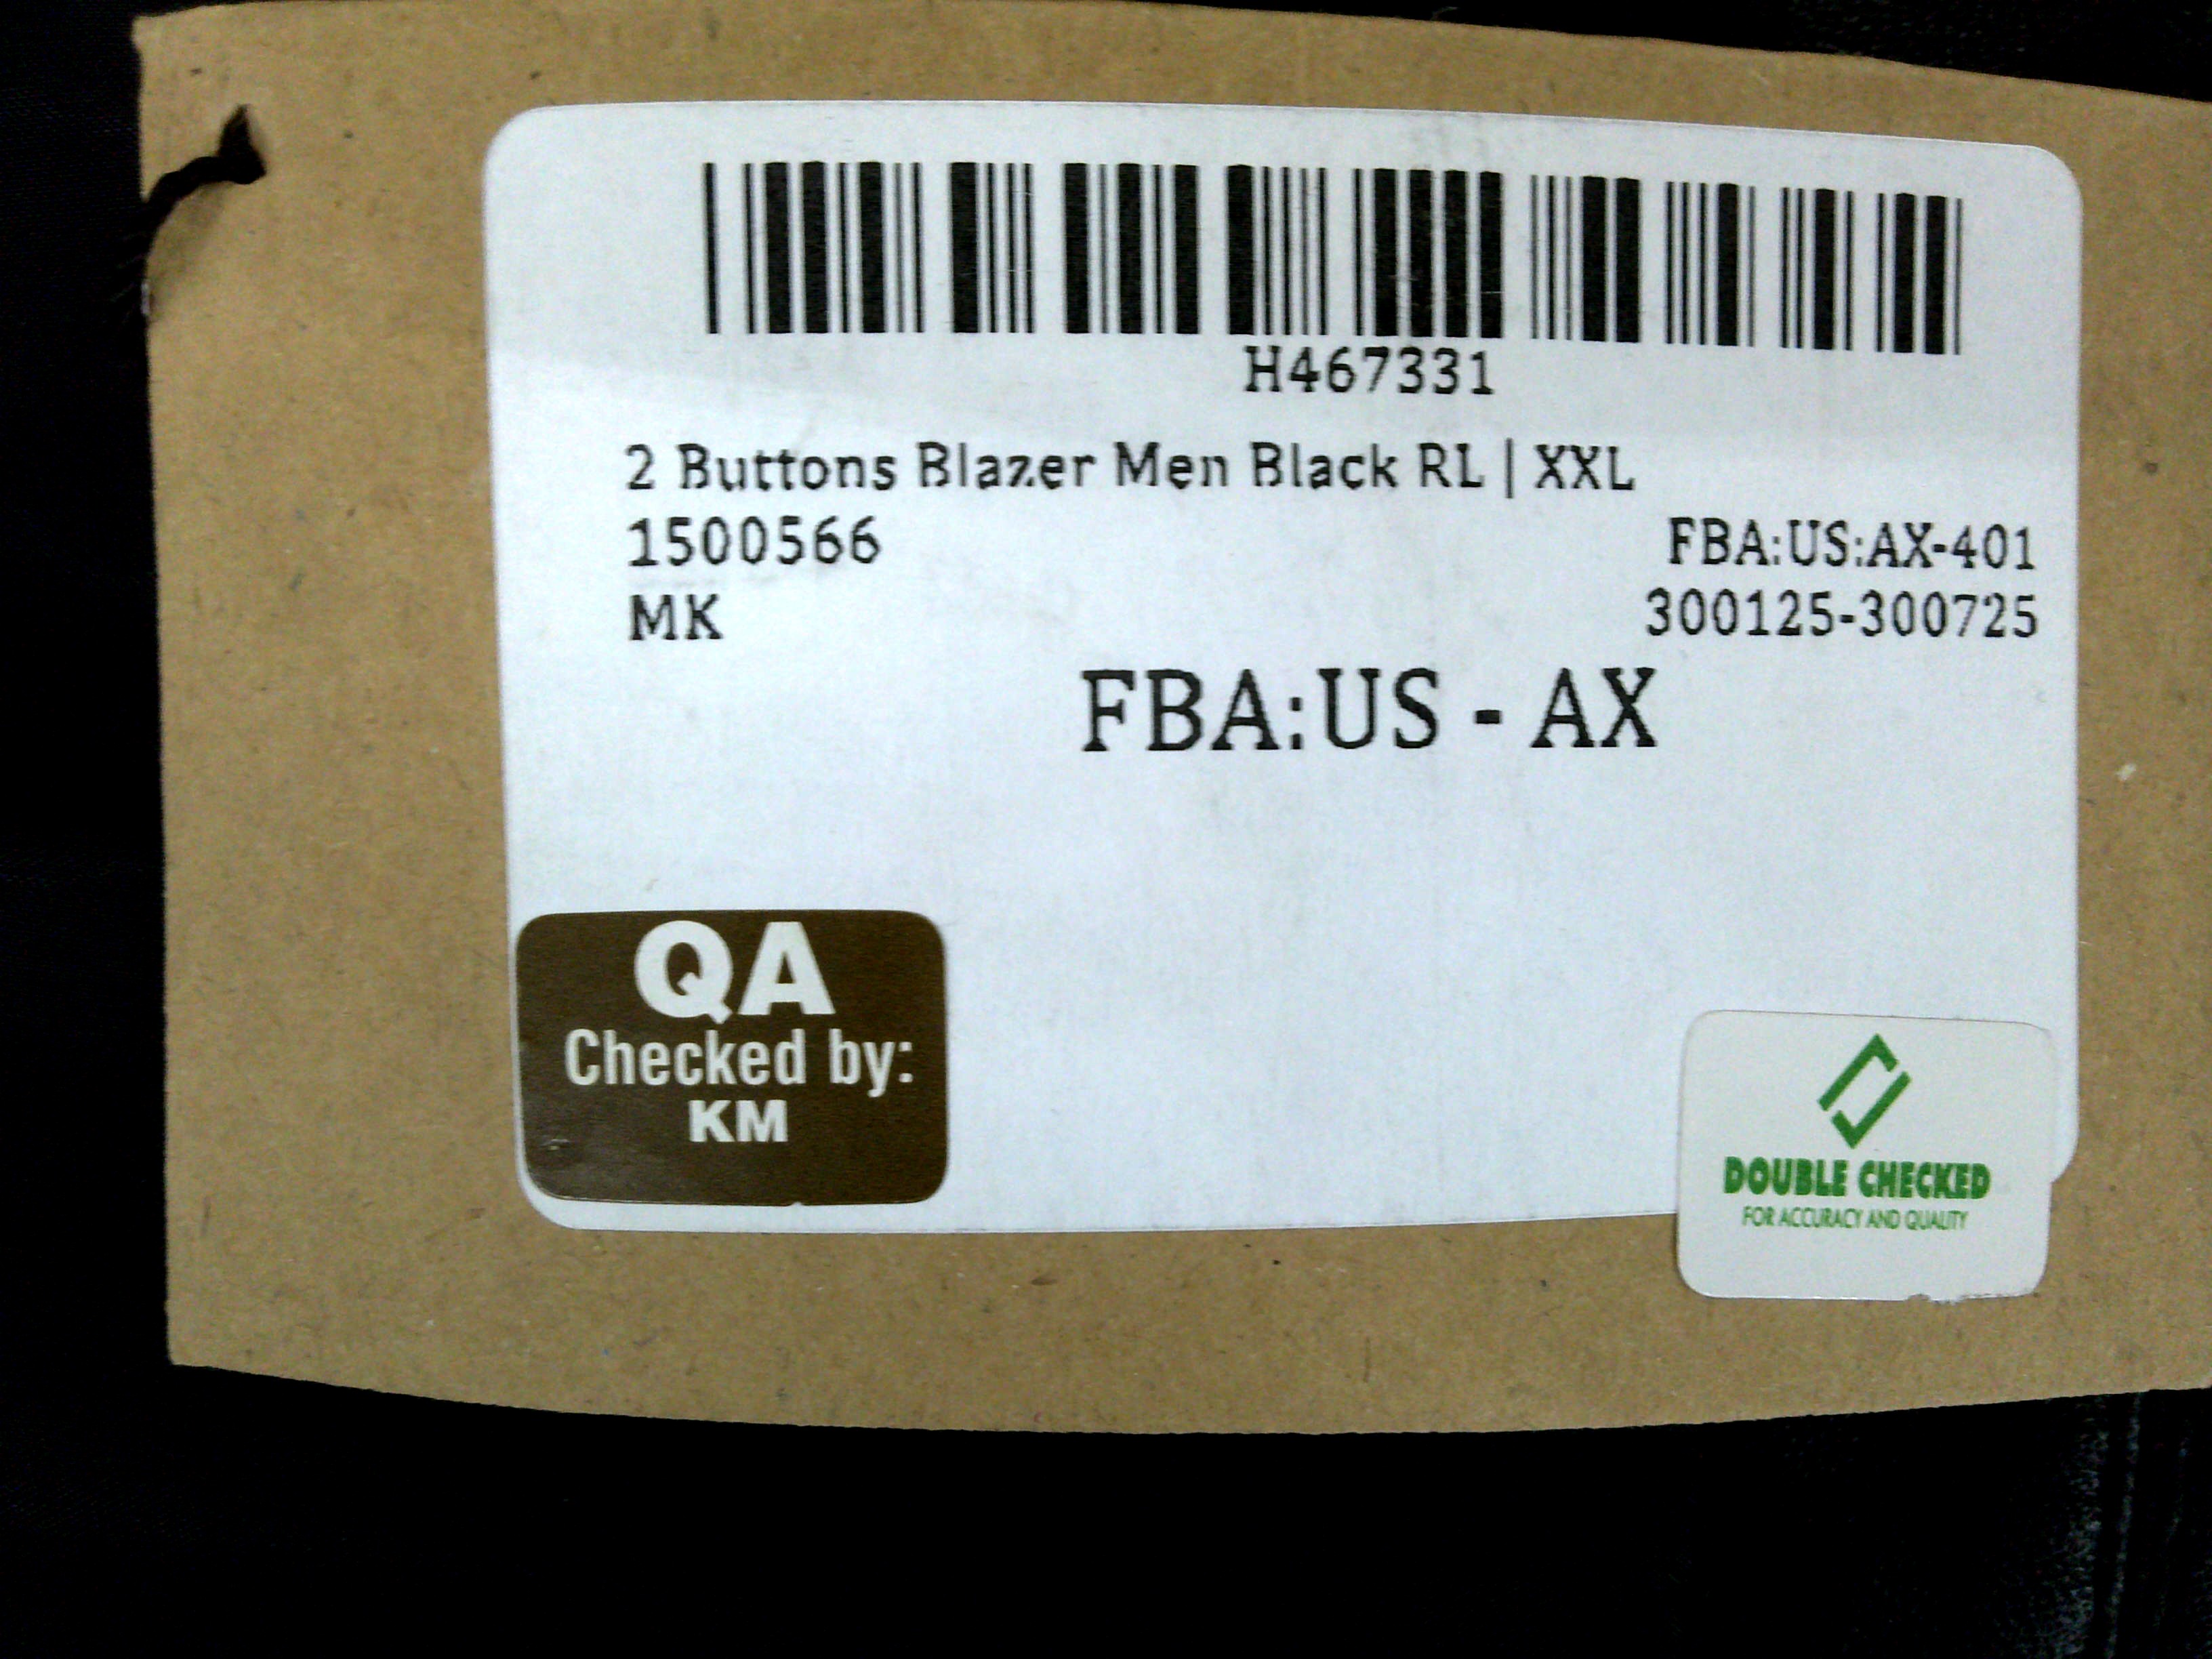 H467331
2 Buttons Blazer Men Black RL | XXL
1500566
FBA:US:AX-401
MK
300125-300725
FBA:US - AX
QA
Checked by:
KM
DOUBLE CHECKED
FOR ACCURACY AND QUALITY